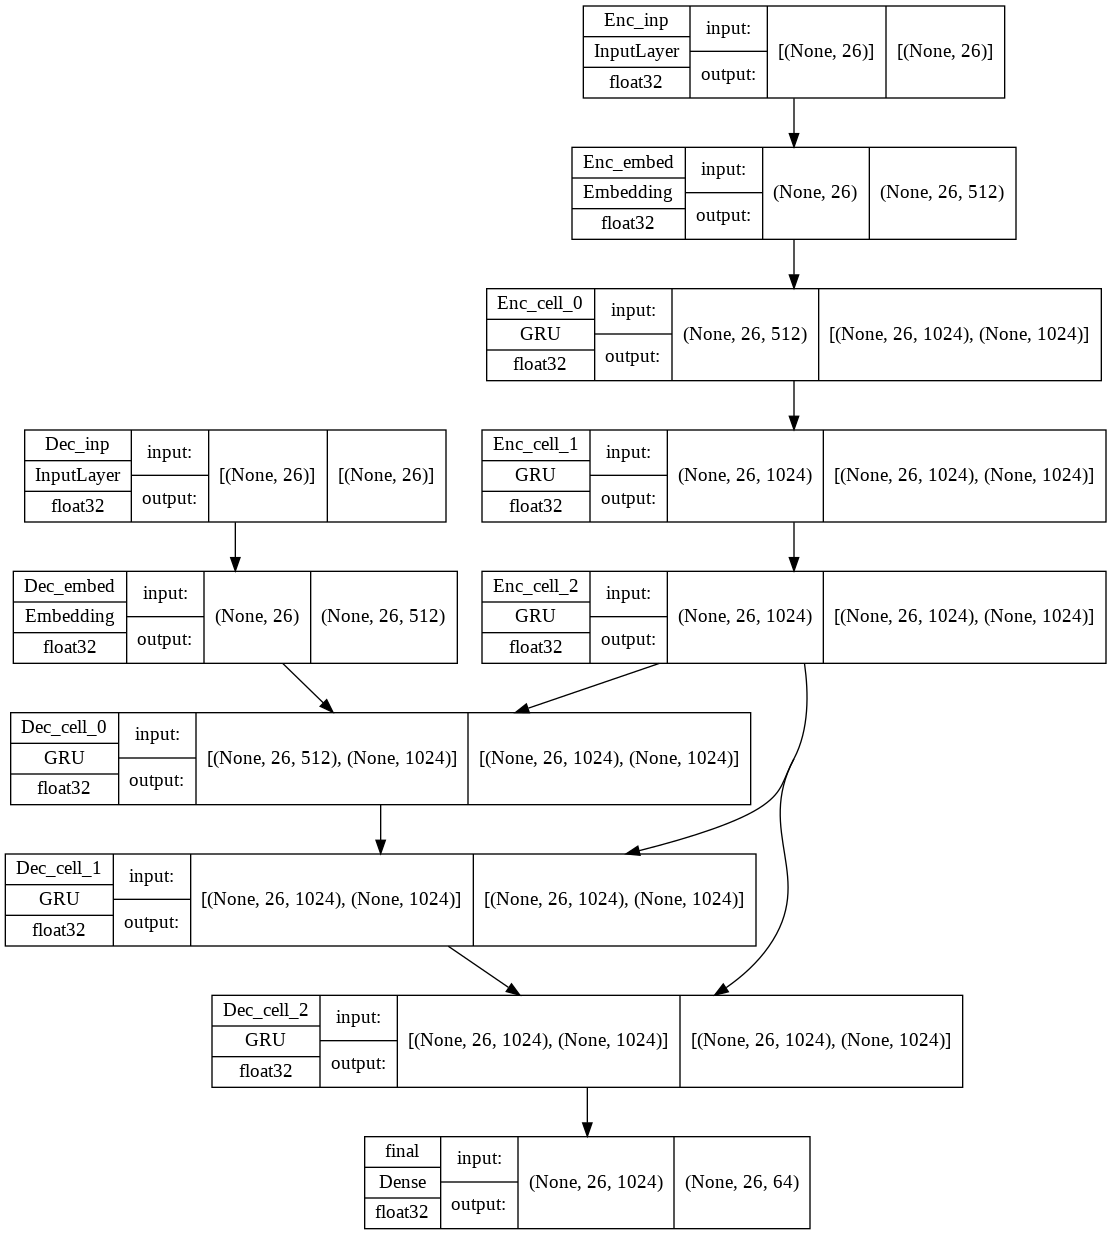 Enc_inp
InputLayer
float32
input:
output:
[(None, 26)]
[(None, 26)]
Enc_embed
Embedding
float32
input:
output:
(None, 26)
(None, 26, 512)
Enc_cell_0
GRU
float32
input:
output:
(None, 26, 512)
[(None, 26, 1024), (None, 1024)]
Dec_inp
InputLayer
float32
input:
output:
[(None, 26)]
[(None, 26)]
Enc_cell_1
GRU
float32
input:
output:
(None, 26, 1024)
[(None, 26, 1024), (None, 1024)]
Dec_embed
Embedding
float32
input:
output:
(None, 26)
(None, 26, 512)
Enc_cell_2
GRU
float32
input:
output:
(None, 26, 1024)
[(None, 26, 1024), (None, 1024)]
Dec_cell_0
GRU
float32
input:
output:
[(None, 26, 512), (None, 1024)]
[(None, 26, 1024), (None, 1024)]
Dec_cell_1
GRU
float32
input:
output:
[(None, 26, 1024), (None, 1024)]
[(None, 26, 1024), (None, 1024)]
Dec_cell_2
GRU
float32
input:
output:
[(None, 26, 1024), (None, 1024)]
[(None, 26, 1024), (None, 1024)]
final
Dense
float32
input:
output:
(None, 26, 1024)
(None, 26, 64)